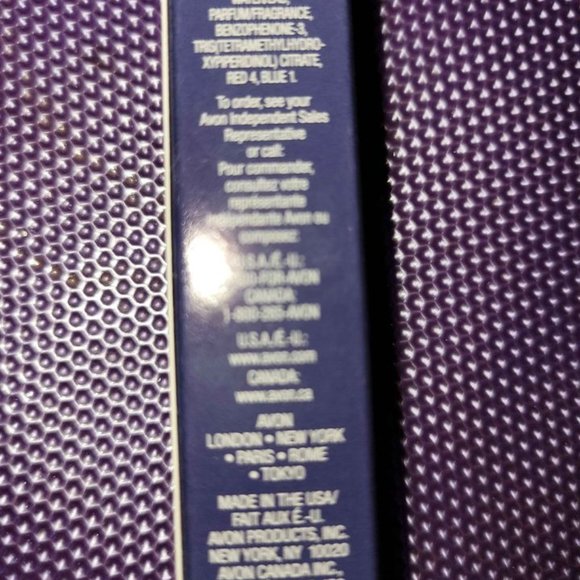 PARFUM/FRAGRANCE,
BENZOPHENONE-3,
TRIS(TETRAMETHYLHYDRO-
XYPIPERIDINOL) CITRATE,
RED 4, BLUE 1.
To order, see your
Avon Independent Sales
Representative
or call:
Pour commander,
consultez votre
représentante
indépendante Avon ou
composez:
U.S.A./É.-U.:
FOR-AVON
CANADA:
1-800-265-AVON
U.S.A./É.-U.:
www.avon.com
CANADA:
www.avon.ca
AVON
LONDON • NEW YORK
• PARIS • ROME
• TOKYO
MADE IN THE USA/
FAIT AUX É.-U.
AVON PRODUCTS, INC.
NEW YORK, NY 10020
AVON CANADA INC.,